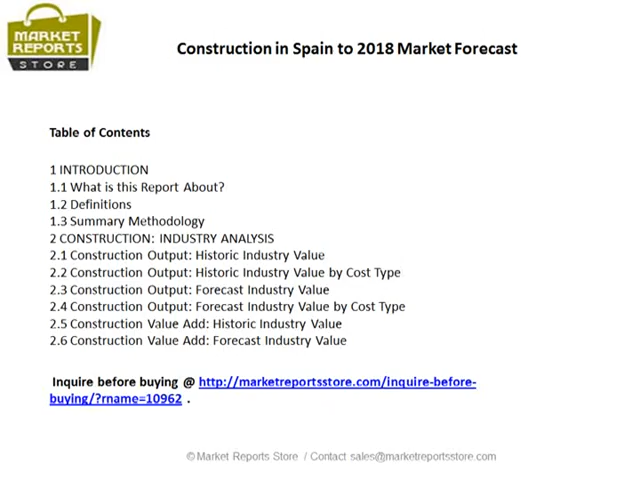 MARKET
REPORTS
STORE
Construction in Spain to 2018 Market Forecast
Table of Contents
1 INTRODUCTION
1.1 What is this Report About?
1.2 Definitions
1.3 Summary Methodology
2 CONSTRUCTION: INDUSTRY ANALYSIS
2.1 Construction Output: Historic Industry Value
2.2 Construction Output: Historic Industry Value by Cost Type
2.3 Construction Output: Forecast Industry Value
2.4 Construction Output: Forecast Industry Value by Cost Type
2.5 Construction Value Add: Historic Industry Value
2.6 Construction Value Add: Forecast Industry Value
Inquire before buying @ http://marketreportsstore.com/inquire-before-
buying/?rname=10962 .
© Market Reports Store / Contact sales@marketreportsstore.com